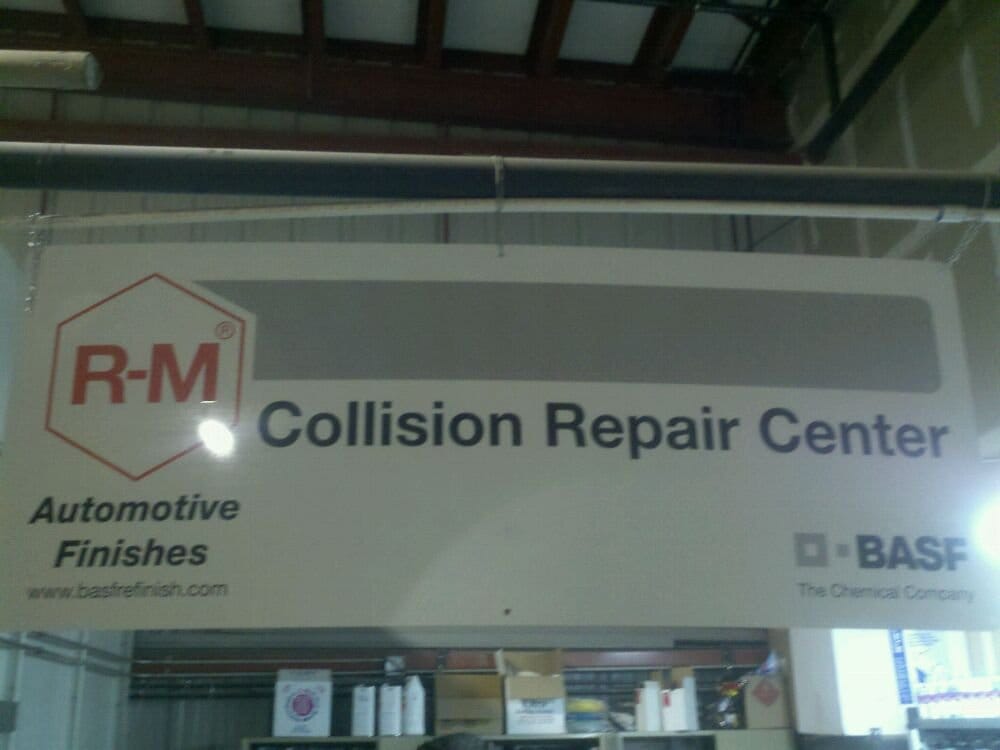 R-M®
Collision Repair Center
Automotive
Finishes
www.basfrefinish.com
BASF
The Chemical Company